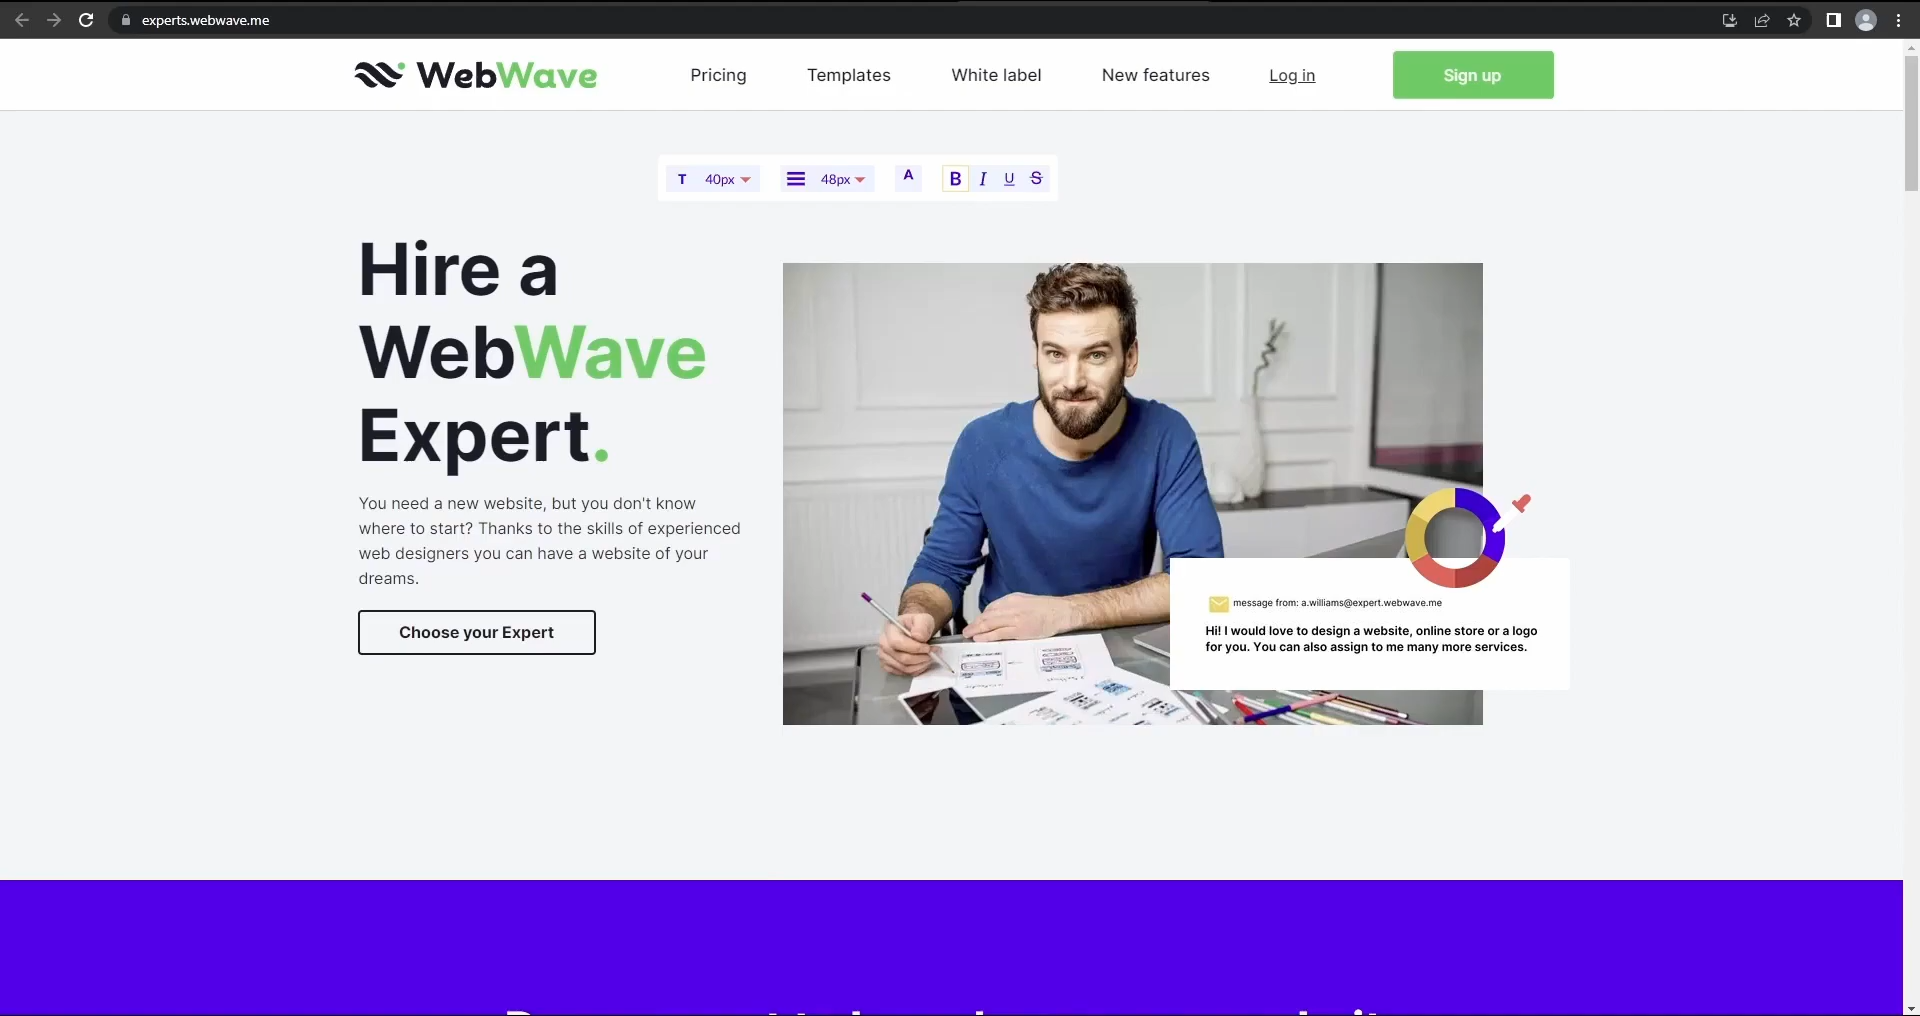 experts.webwave.me
WebWave
Pricing
Templates
White label
New features
Log in
Sign up
T 40px 48px A B I U S
Hire a
WebWave
Expert.
You need a new website, but you don't know
where to start? Thanks to the skills of experienced
web designers you can have a website of your
dreams.
Choose your Expert
message from: a.williams@expert.webwave.me
Hi! I would love to design a website, online store or a logo
for you. You can also assign to me many more services.